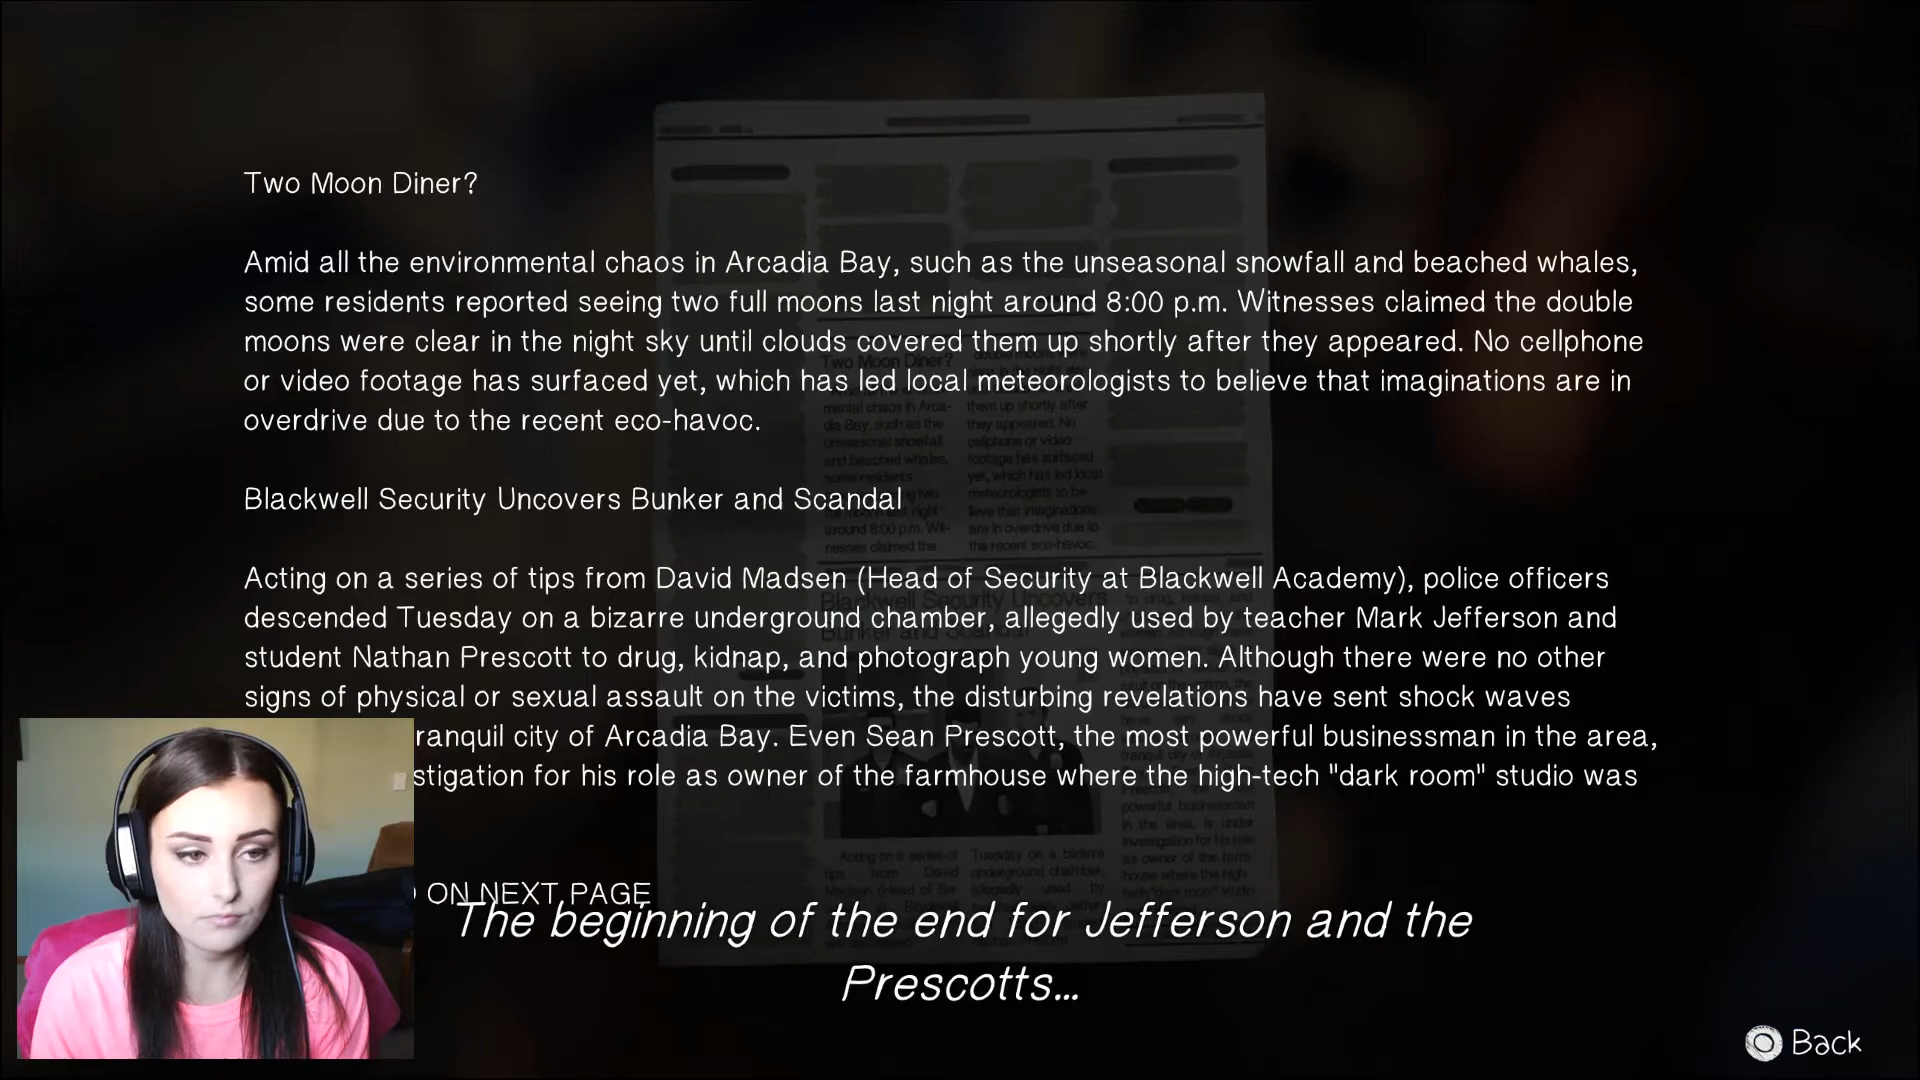 Two Moon Diner?
Amid all the environmental chaos in Arcadia Bay, such as the unseasonal snowfall and beached whales,
some residents reported seeing two full moons last night around 8:00 p.m. Witnesses claimed the double
moons were clear in the night sky until clouds covered them up shortly after they appeared. No cellphone
or video footage has surfaced yet, which has led local meteorologists to believe that imaginations are in
overdrive due to the recent eco-havoc.
Blackwell Security Uncovers Bunker and Scandal
Acting on a series of tips from David Madsen (Head of Security at Blackwell Academy), police officers
descended Tuesday on a bizarre underground chamber, allegedly used by teacher Mark Jefferson and
student Nathan Prescott to drug, kidnap, and photograph young women. Although there were no other
signs of physical or sexual assault on the victims, the disturbing revelations have sent shock waves
ranquil city of Arcadia Bay. Even Sean Prescott, the most powerful businessman in the area,
stigation for his role as owner of the farmhouse where the high-tech "dark room" studio was
ON NEXT PAGE
The beginning of the end for Jefferson and the
Prescotts...
Back